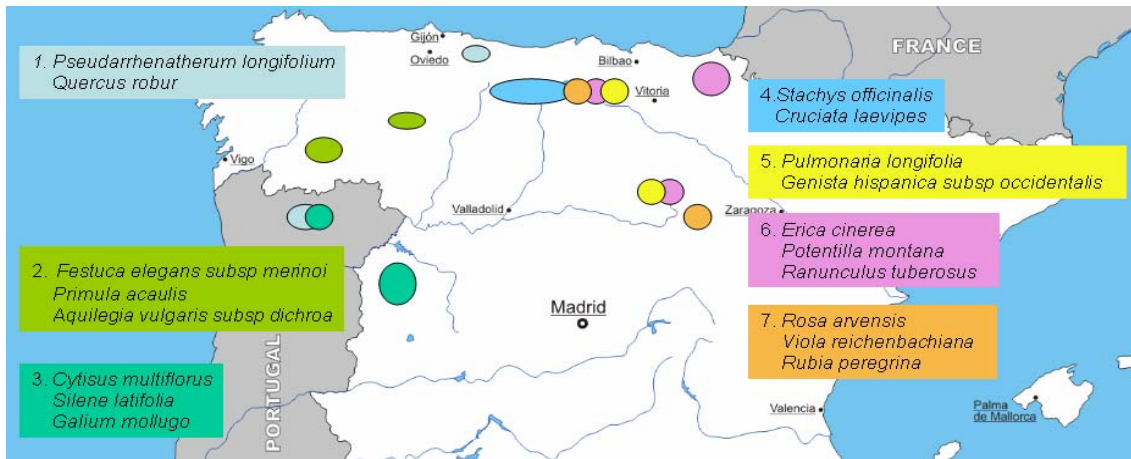 1. Pseudarrhenatherum longifolium
Quercus robur
2. Festuca elegans subsp merinoi
Primula acaulis
Aquilegia vulgaris subsp dichroa
3. Cytisus multiflorus
Silene latifolia
Galium mollugo
4.Stachys officinalis
Cruciata laevipes
5. Pulmonaria longifolia
Genista hispanica subsp occidentalis
6. Erica cinerea
Potentilla montana
Ranunculus tuberosus
7. Rosa arvensis
Viola reichenbachiana
Rubia peregrina
Gijón
Oviedo
Bilbao
Vitoria
FRANCE
Vigo
Valladolid
Zaragoza
Madrid
PORTUGAL
Valencia
Palma
de Mallorca